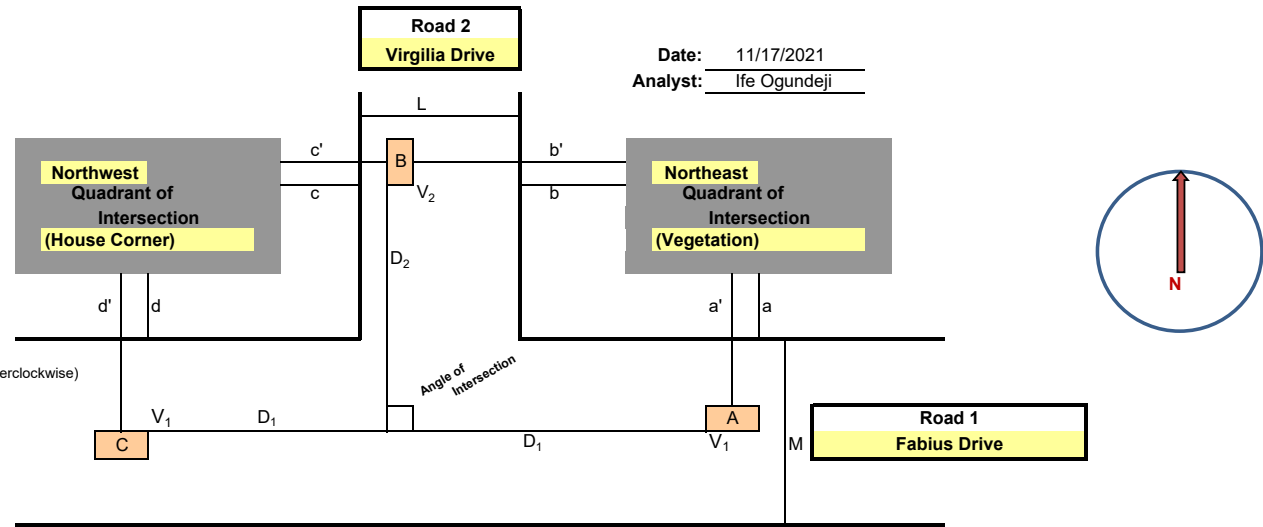 Road 2
Virgilia Drive
Date: 11/17/2021
Analyst: Ife Ogundeji
L
c'
B
b'
Northwest
Quadrant of
Intersection
(House Corner)
c
V2
b
Northeast
Quadrant of
Intersection
(Vegetation)
D2
N
d'
d
a'
a
erclockwise)
Angle of
Intersection
V1
D1
A
C
D1
V1
M
Road 1
Fabius Drive